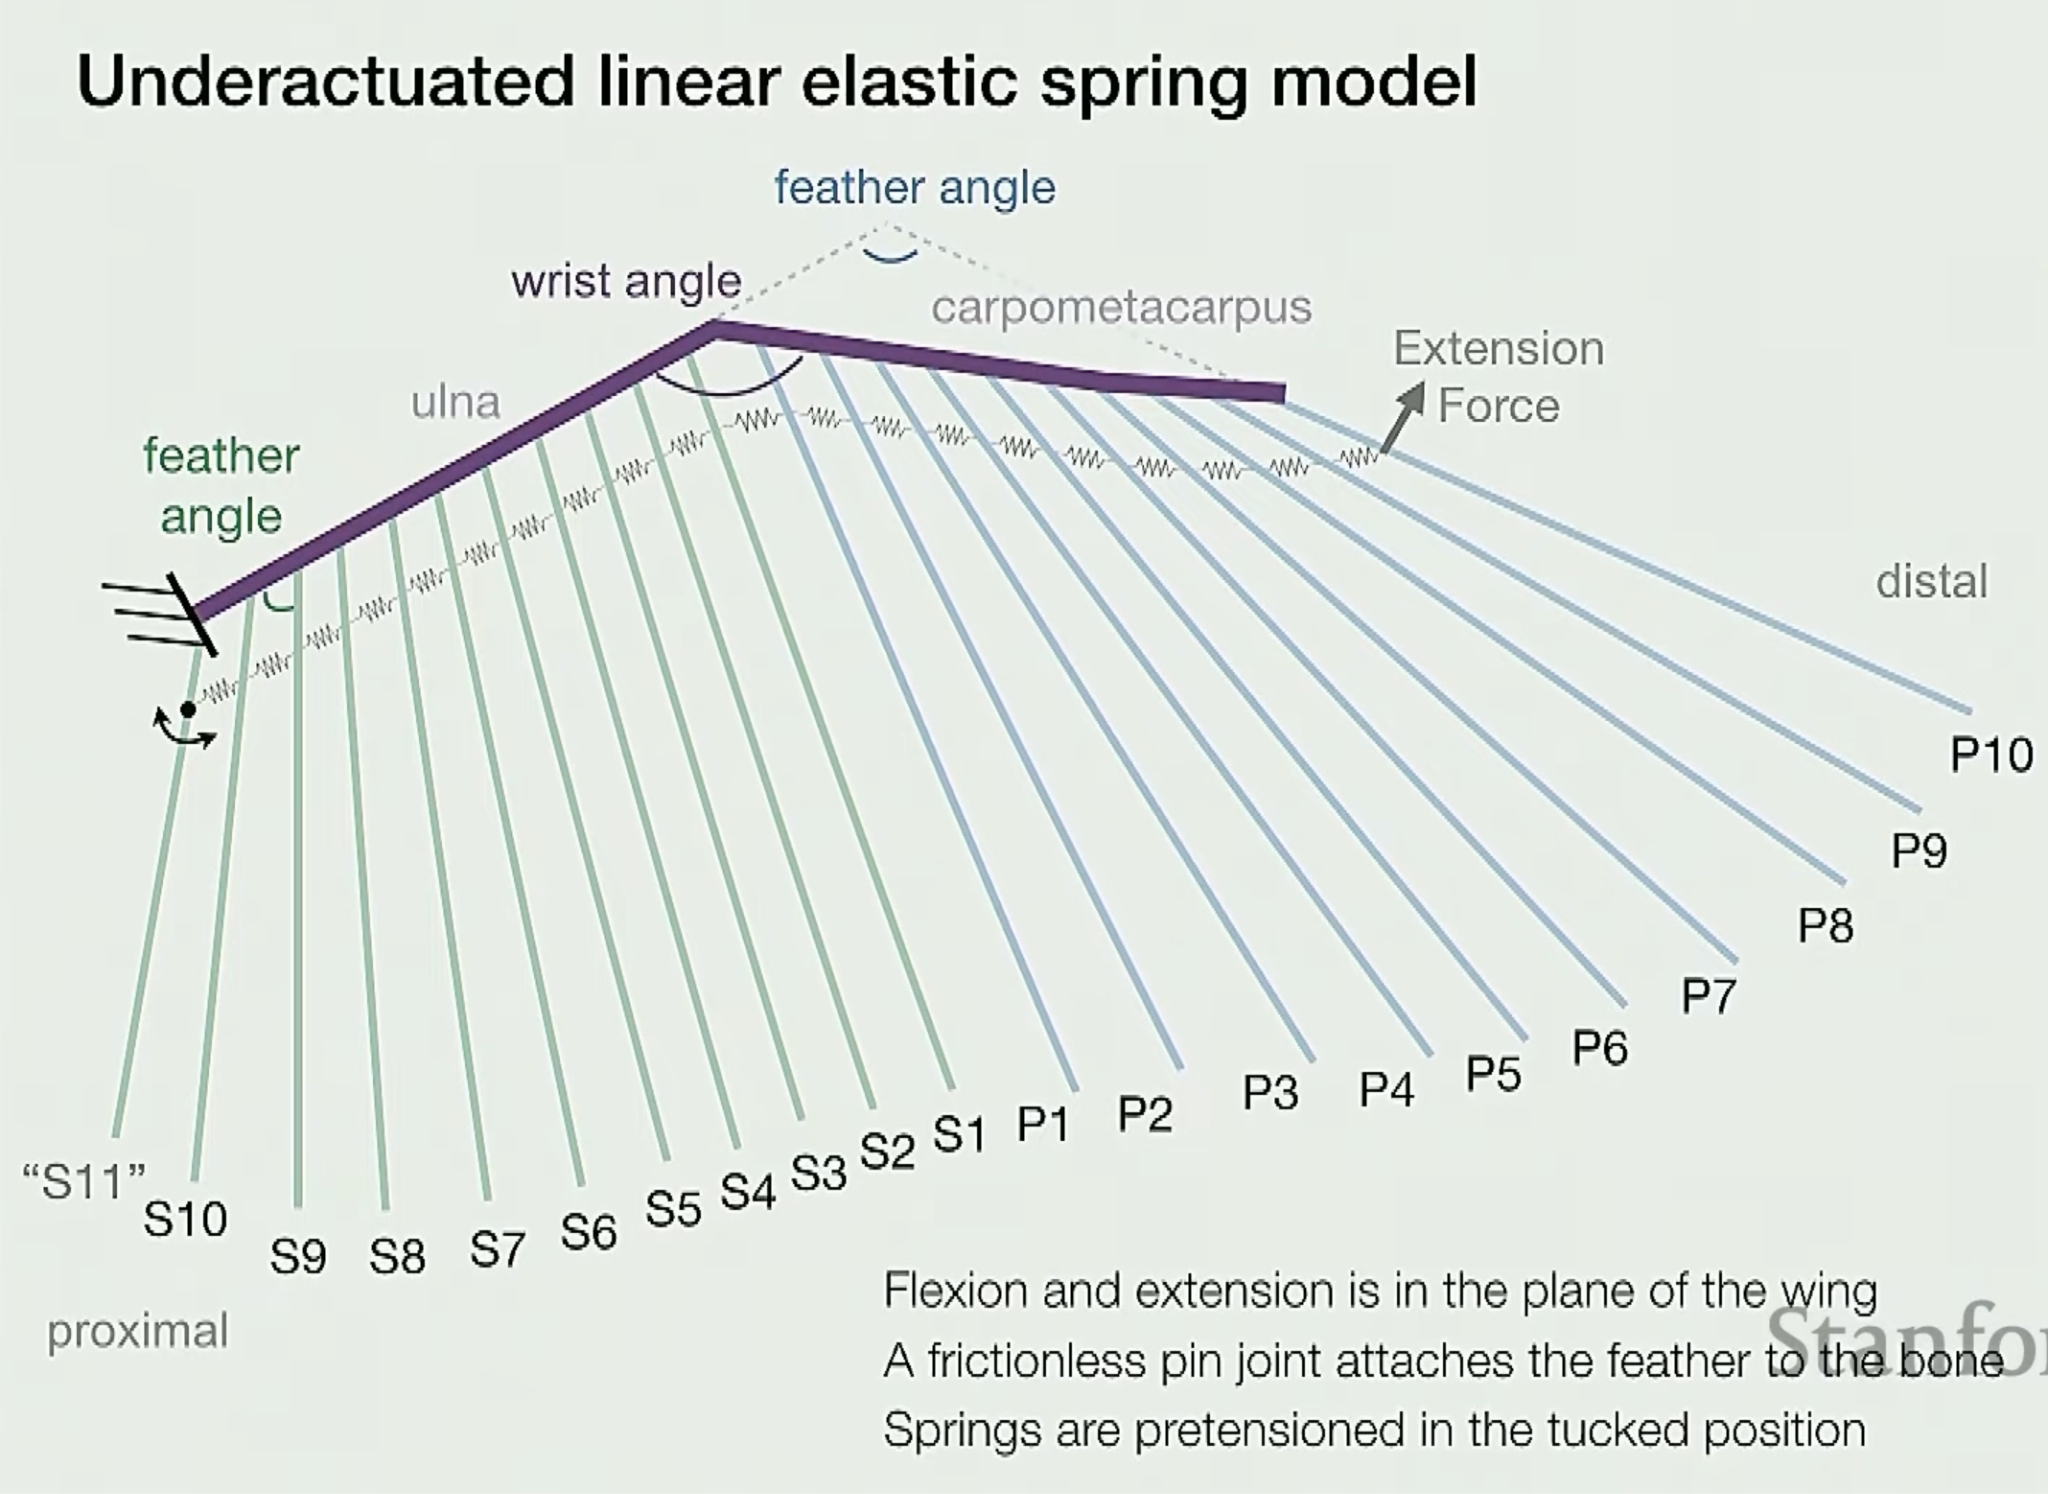 Underactuated linear elastic spring model
feather angle
wrist angle
carpometacarpus
Extension
Force
ulna
feather
angle
distal
P10
P9
P8
P7
P6
P5
P4
P3
P2
P1
S1
S2
S3
S4
S5
S6
S7
S8
S9
S10
“S11”
proximal
Flexion and extension is in the plane of the wing
A frictionless pin joint attaches the feather to the bone
Springs are pretensioned in the tucked position